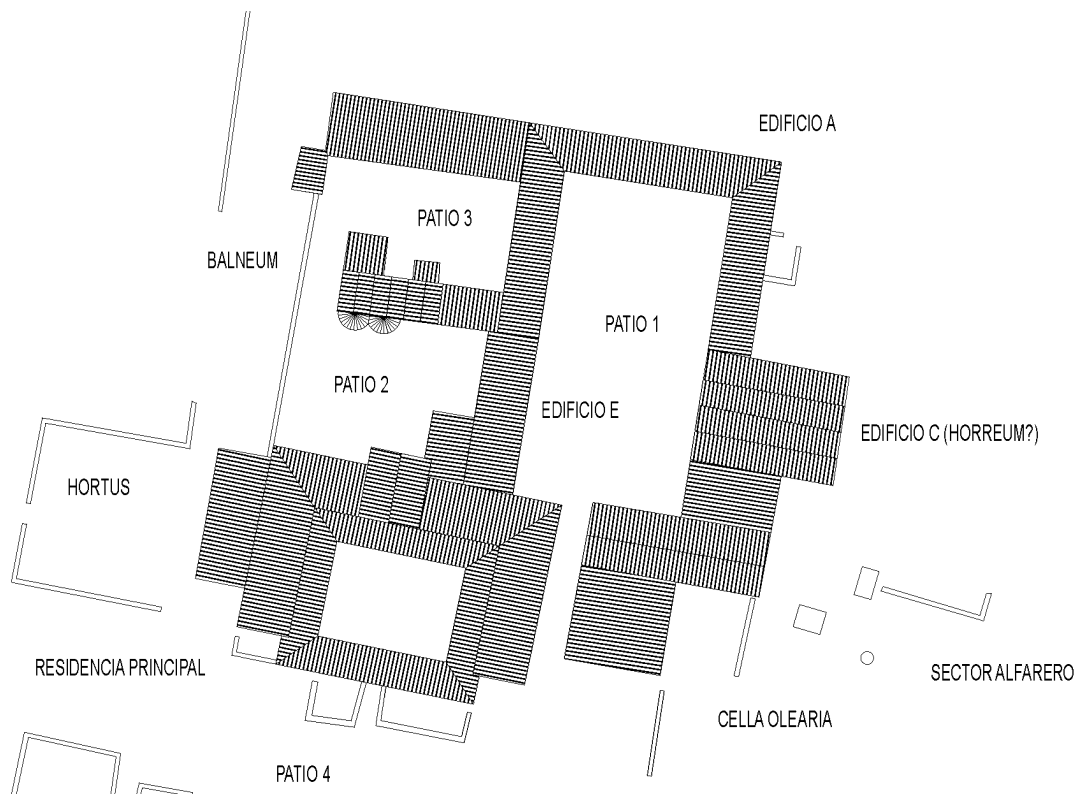 EDIFICIO A
PATIO 3
BALNEUM
PATIO 1
PATIO 2
EDIFICIO E
EDIFICIO C (HORREUM?)
HORTUS
RESIDENCIA PRINCIPAL
SECTOR ALFARERO
CELLA OLEARIA
PATIO 4